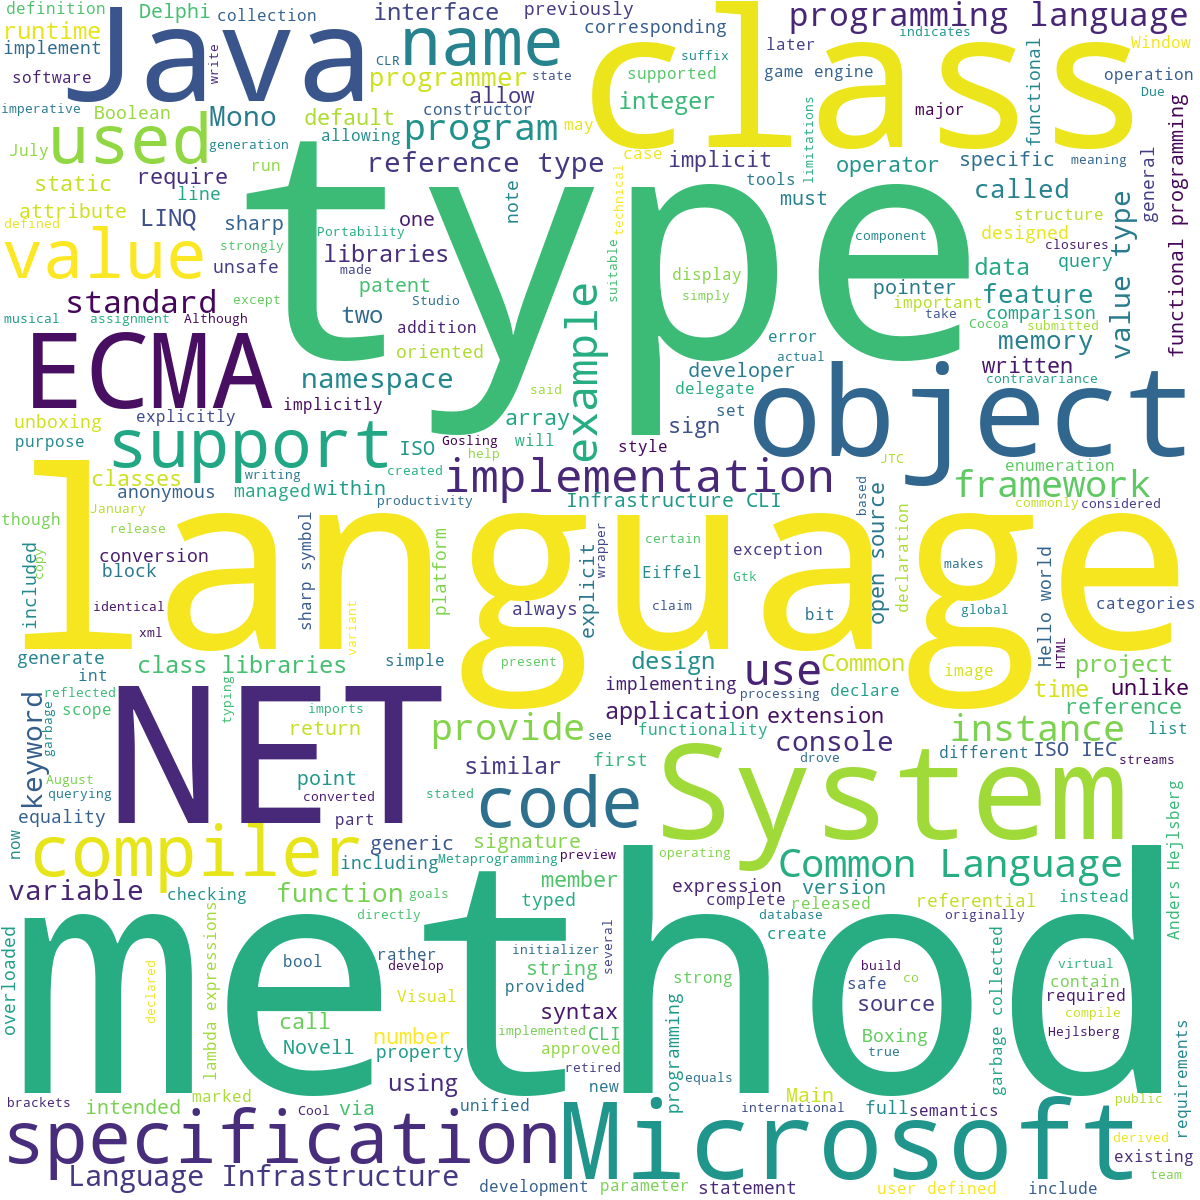 definition
Delphi
collection
interface
previously
corresponding
programming language
runtime
implement
software
write
Java
CLR
name
programmer
state
suffix
supported
class
later
game engine
indicates
functional
Window
operation
Due
imperative
Boolean
Mono
default
allow
constructor
integer
major
functional programming
July
used
generation
allowing
program
may
run
require
reference type
case
implicit
limitations
operator
specific
meaning
general
static
line
attribute
LINQ
sharp
one
note
technical
tools
must
called
structure
defined
value
strongly
Portability
libraries
type
component
designed
closures
value type
unsafe
made
patent
suitable
display
data
query
pointer
standard
except
Studio
simply
important
feature
musical
assignment
Although
two
addition
example
take
Cocoa
comparison
submitted
ECMA
oriented
error
memory
actual
namespace
developer
written
object
implicitly
delegate
contravariance
said
unboxing
explicitly
array
set
sign
purpose
support
ISO
Gosling
will
style
help
JTC
classes
writing
created
implementation
enumeration
anonymous
managed
within
productivity
Infrastructure CLI
based
framework
commonly
considered
though
January
release
language
open source
declaration
included
copy
conversion
sharp symbol
platform
explicit
wrapper
certain
exception
block
Eiffel
Gtk
makes
Hello world
identical
always
claim
bit
global
categories
xml
variant
generate
class libraries
simple
present
design
use
Common
image
HTML
project
int
reflected
typing
implementing
processing
declare
time
unlike
keyword
garbage
scope
NET
imports
return
provide
application
extension
instance
reference
functionality
console
list
see
similar
first
drove
different
ISO IEC
streams
August
point
querying
converted
stated
code
System
equality
part
now
compiler
generic
signature
Anders Hejlsberg
including
Metaprogramming
preview
operating
Common Language
variable
checking
function
goals
member
expression
version
complete
released
referential
instead
typed
directly
database
originally
create
overloaded
method
lambda expressions
declared
rather
initializer
several
bool
develop
string
build
virtual
provided
strong
safe
co
contain
Visual
source
required
garbage collected
call
syntax
programming
compile
number
implemented
CLI
Boxing
Hejlsberg
Novell
property
approved
true
requirements
retired
using
new
equals
marked
Main
public
brackets
intended
Cool
via
unified
international
full
semantics
specification
Microsoft
derived
existing
Language Infrastructure
team
development
parameter
statement
user defined
include